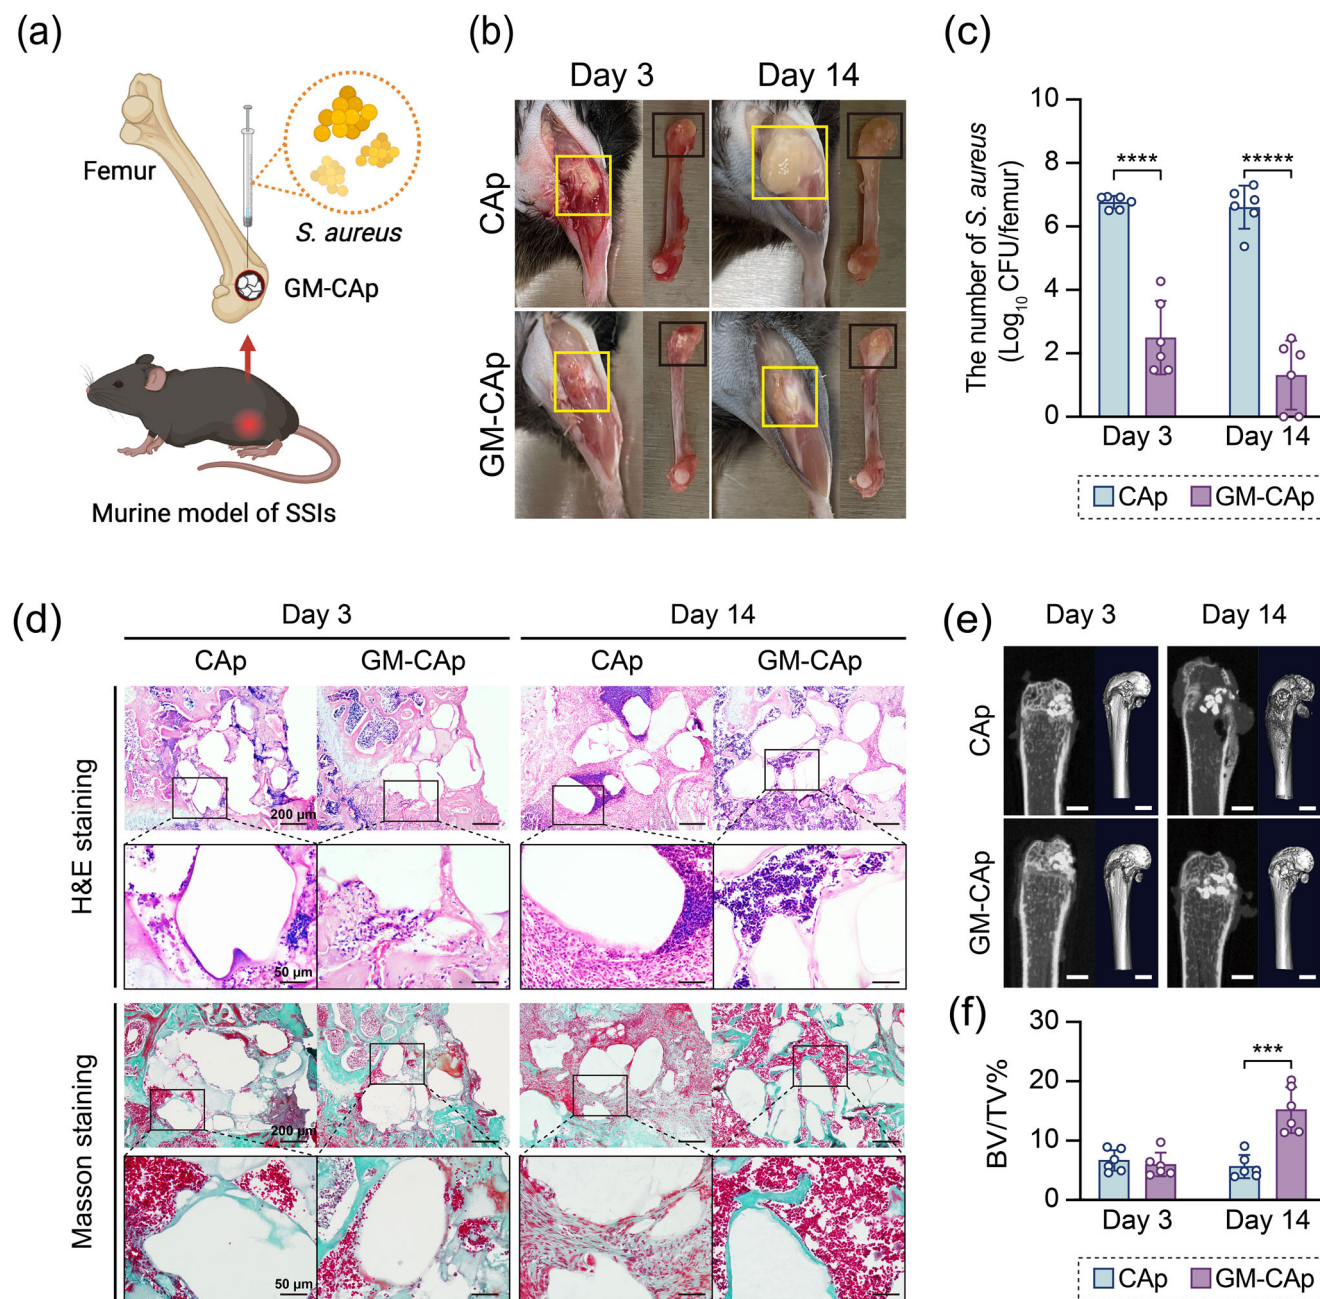 (a)
Femur
S. aureus
GM-CAp
Murine model of SSIs
(b)
Day 3
Day 14
CAp
GM-CAp
(c)
The number of S. aureus
(Log₁₀ CFU/femur)
10
8
6
4
2
0
****
*****
Day 3
Day 14
CAp
GM-CAp
(d)
Day 3
Day 14
CAp
GM-CAp
CAp
GM-CAp
H&E staining
200 μm
50 μm
Masson staining
200 μm
50 μm
(e)
Day 3
Day 14
CAp
GM-CAp
(f)
BV/TV%
30
20
10
0
***
Day 3
Day 14
CAp
GM-CAp